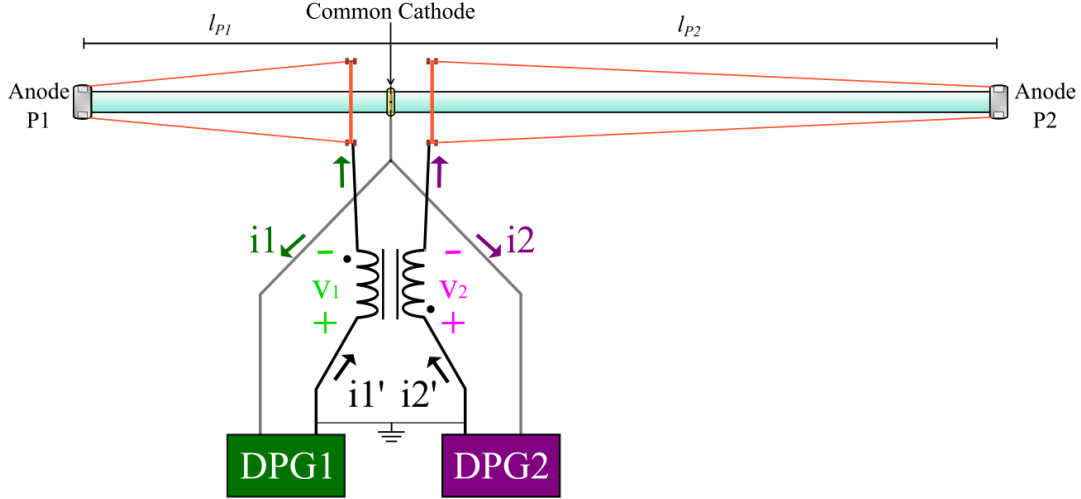 Common Cathode
lP1
lP2
Anode
P1
Anode
P2
i1
i2
-
-
v1
v2
+
+
i1'
i2'
DPG1
DPG2